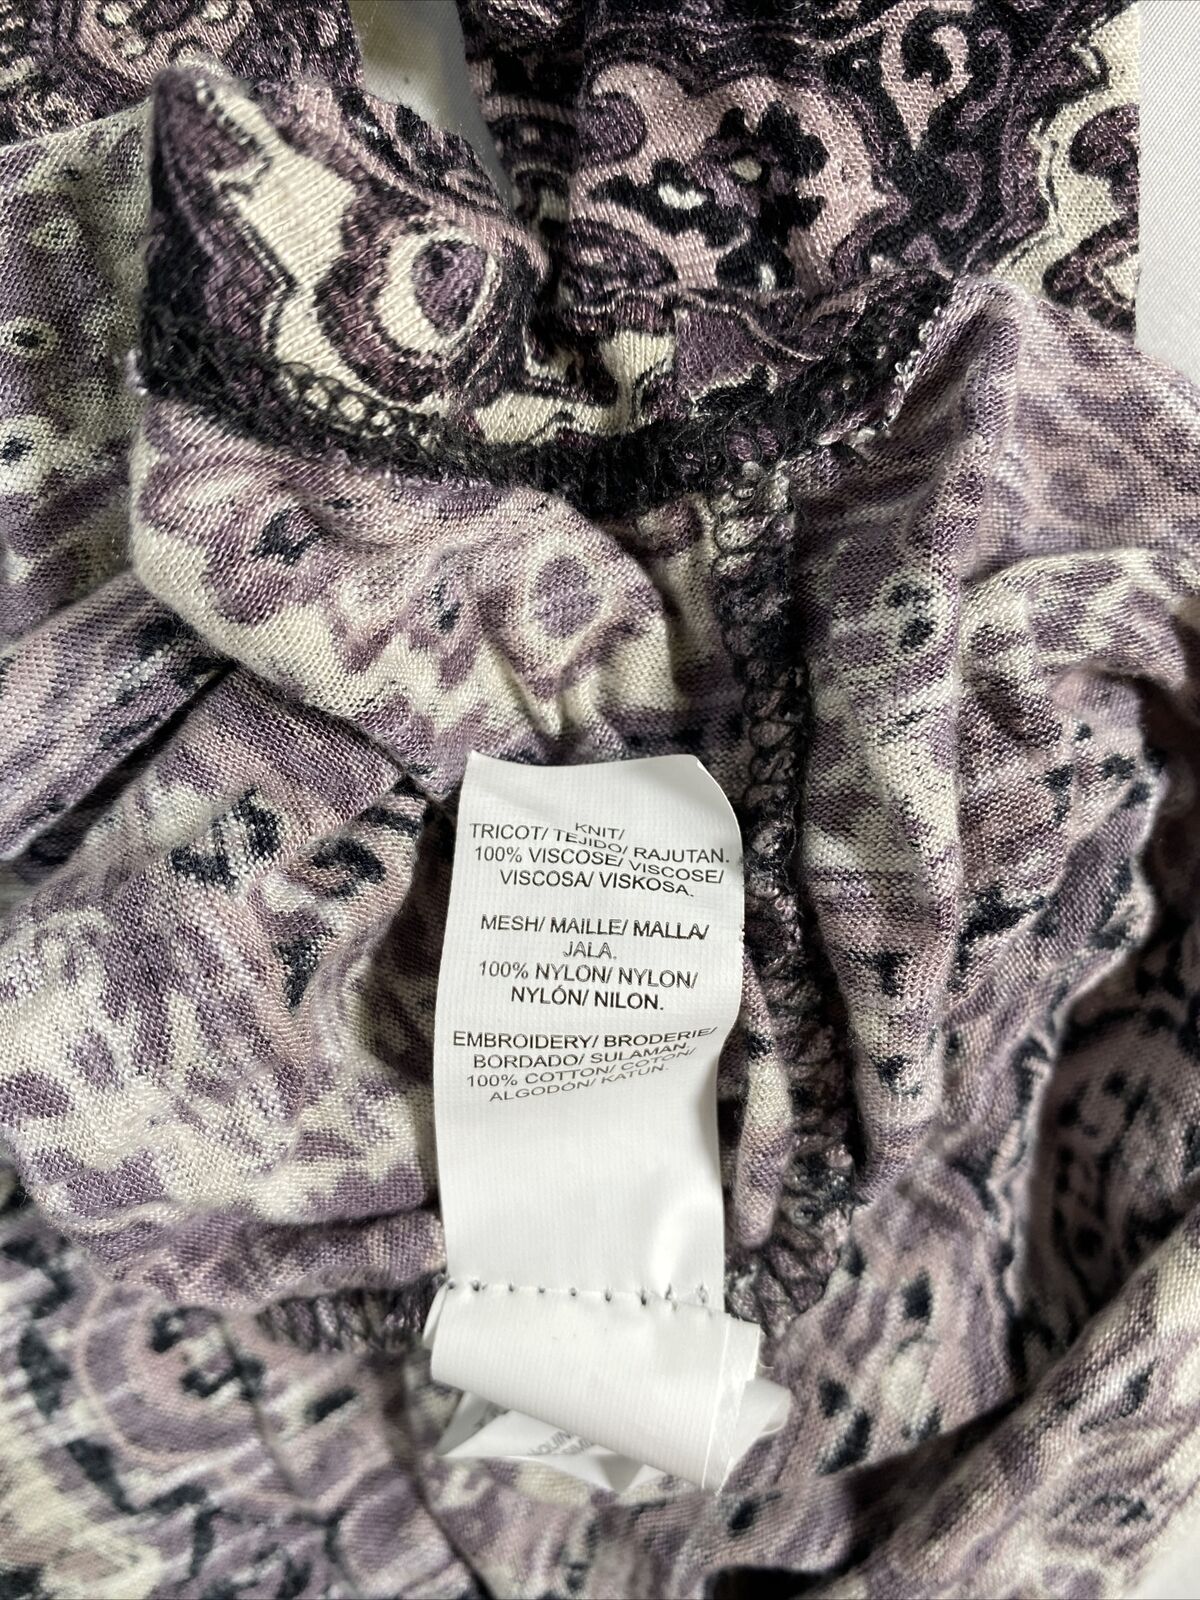 KNIT/
TRICOT/ TEJIDO/ RAJUTAN.
100% VISCOSE/ VISCOSE/
VISCOSA/ VISKOSA.
MESH/ MAILLE/ MALLA/
JALA.
100% NYLON/ NYLON/
NYLÓN/ NILON.
EMBROIDERY/ BRODERIE/
BORDADO/ SULAMAN.
100% COTTON/ COTON/
ALGODÓN/ KATUN.